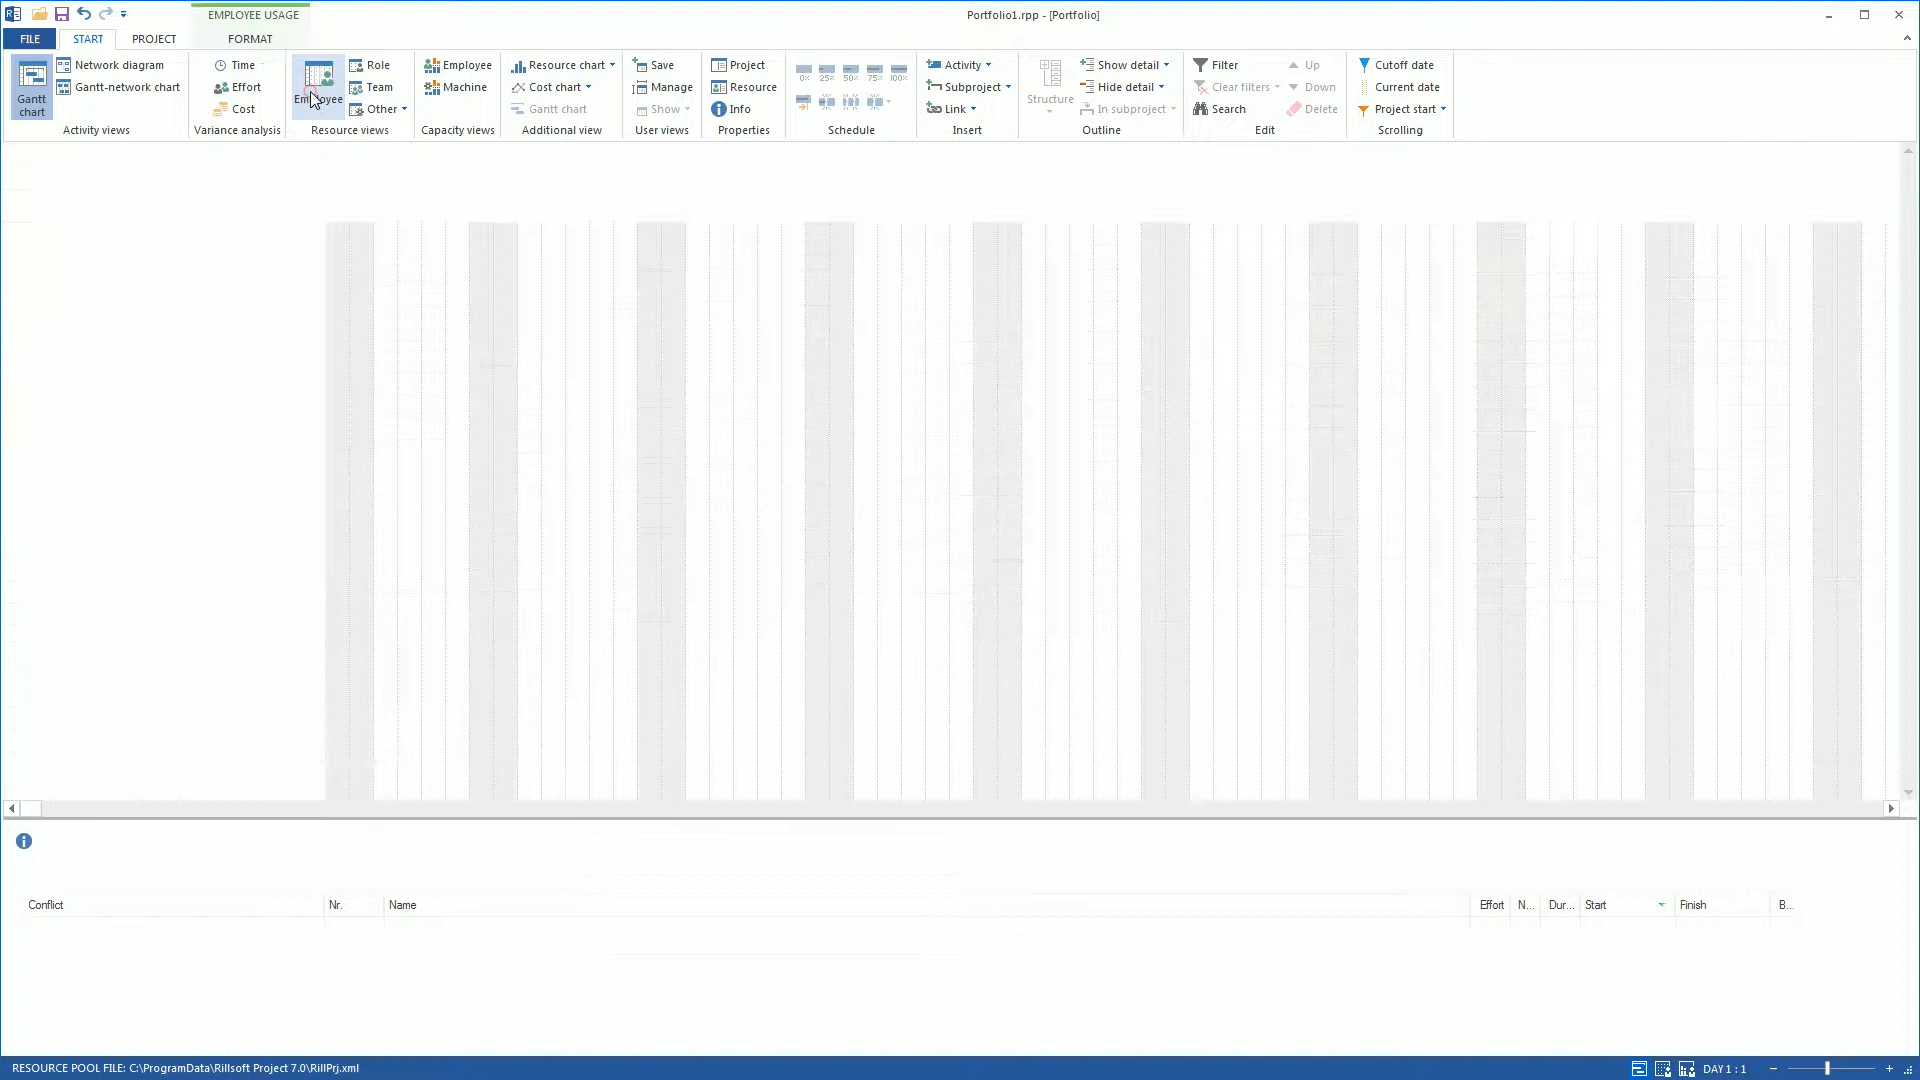 EMPLOYEE USAGE
Portfolio1.rpp - [Portfolio]
FILE START PROJECT FORMAT
Gantt chart
Network diagram
Gantt-network chart
Activity views
Time
Effort
Cost
Variance analysis
Employee
Role
Team
Other
Resource views
Employee
Machine
Capacity views
Resource chart
Cost chart
Gantt chart
Additional view
Save
Manage
Show
User views
Project
Resource
Info
Properties
0% 25% 50% 75% 100%
Schedule
Activity
Subproject
Link
Insert
Structure
Show detail
Hide detail
In subproject
Outline
Filter
Clear filters
Search
Up
Down
Delete
Edit
Cutoff date
Current date
Project start
Scrolling
Conflict Nr. Name Effort N... Dur... Start Finish B...
RESOURCE POOL FILE: C:\ProgramData\Rillsoft Project 7.0\RillPrj.xml
DAY 1 : 1